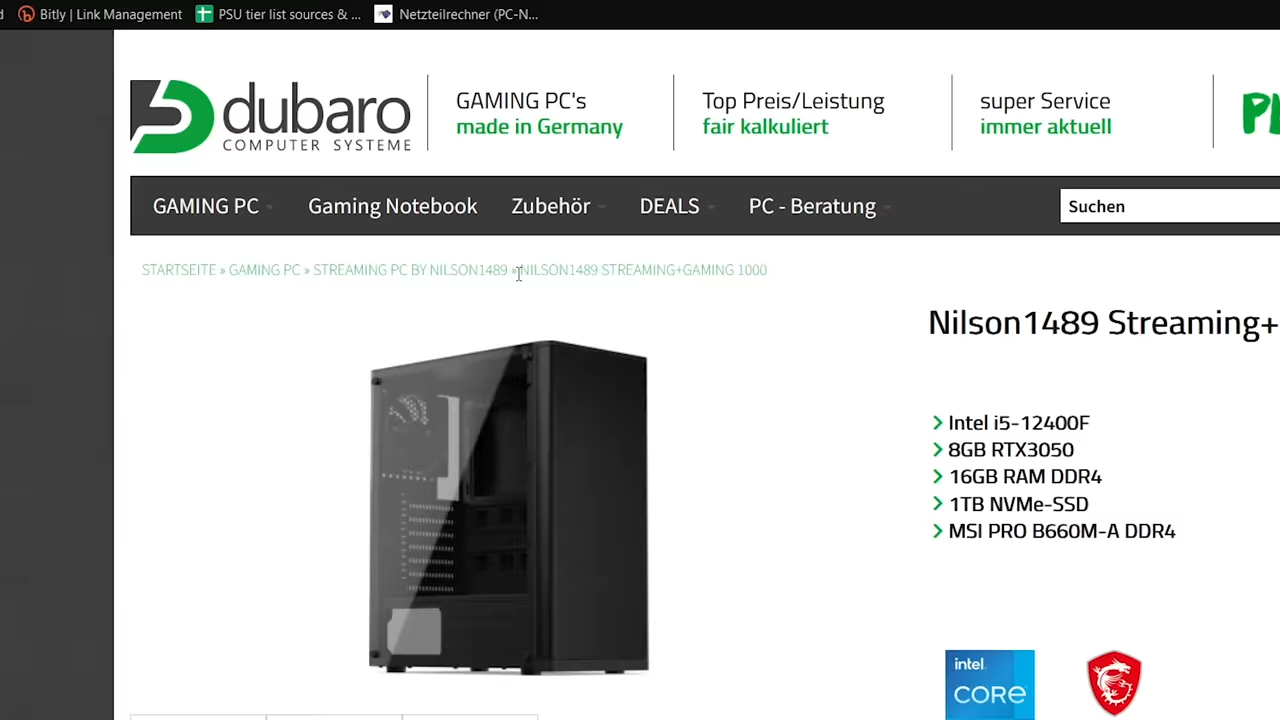 Bitly | Link Management
PSU tier list sources & ...
Netzteilrechner (PC-N...
dubaro
COMPUTER SYSTEME
GAMING PC's
made in Germany
Top Preis/Leistung
fair kalkuliert
super Service
immer aktuell
GAMING PC
Gaming Notebook
Zubehör
DEALS
PC - Beratung
Suchen
STARTSEITE » GAMING PC » STREAMING PC BY NILSON1489 » NILSON1489 STREAMING+GAMING 1000
Nilson1489 Streaming+
> Intel i5-12400F
> 8GB RTX3050
> 16GB RAM DDR4
> 1TB NVMe-SSD
> MSI PRO B660M-A DDR4
intel
CORE